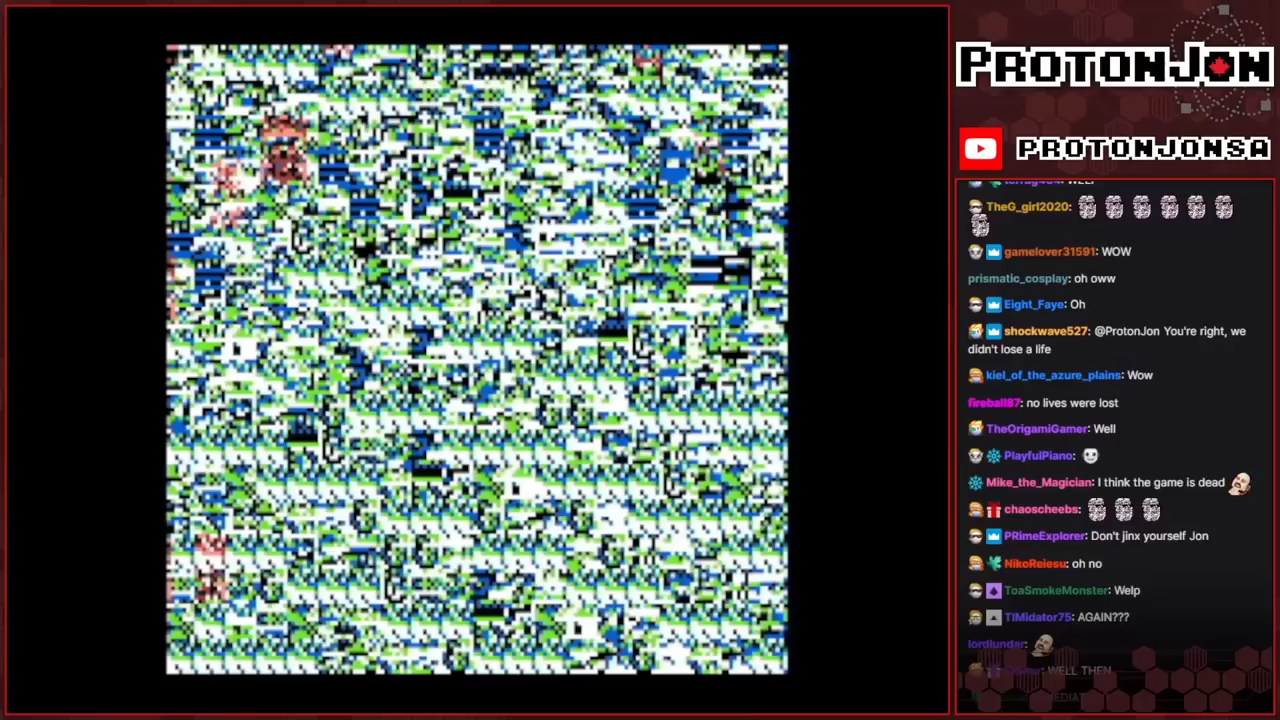 PROTONJON
PROTONJONSA
TheG_girl2020:
gamelover31591: WOW
prismatic_cosplay: oh oww
Eight_Faye: Oh
shockwave527: @ProtonJon You're right, we
didn't lose a life
kiel_of_the_azure_plains: Wow
fireball87: no lives were lost
TheOrigamiGamer: Well
PlayfulPiano:
Mike_the_Magician: I think the game is dead
chaoscheebs:
PRimeExplorer: Don't jinx yourself Jon
NikoReiesu: oh no
ToaSmokeMonster: Welp
TIMidator75: AGAIN???
lordlundar:
WELL THEN